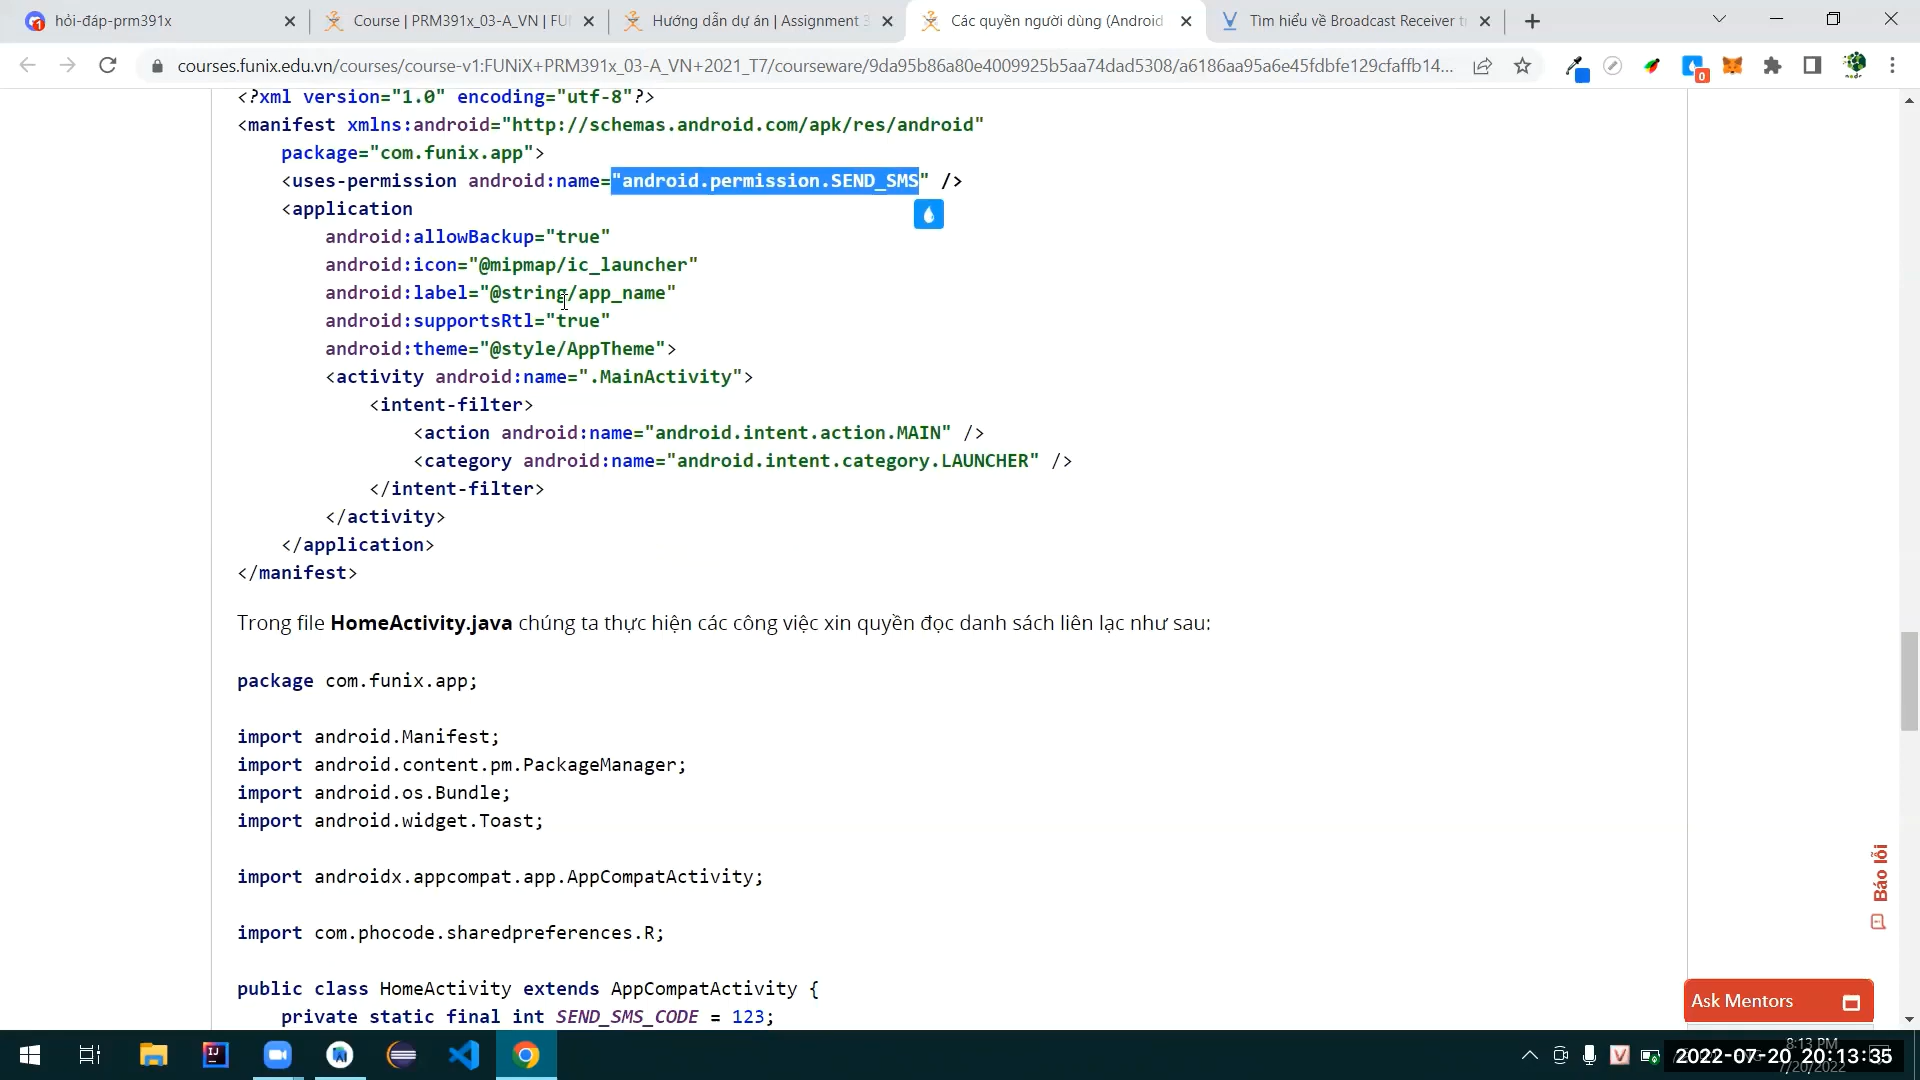 hỏi-đáp-prm391x
Course | PRM391x_03-A_VN | FU
Hướng dẫn dự án | Assignment 3
Các quyền người dùng (Android
Tìm hiểu về Broadcast Receiver t
courses.funix.edu.vn/courses/course-v1:FUNiX+PRM391x_03-A_VN+2021_T7/courseware/9da95b86a80e4009925b5aa74dad5308/a6186aa95a6e45fdbfe129cfaffb14...
0
<?xml version="1.0" encoding="utf-8"?>
<manifest xmlns:android="http://schemas.android.com/apk/res/android"
package="com.funix.app">
<uses-permission android:name="android.permission.SEND_SMS" />
<application
android:allowBackup="true"
android:icon="@mipmap/ic_launcher"
android:label="@string/app_name"
android:supportsRtl="true"
android:theme="@style/AppTheme">
<activity android:name=".MainActivity">
<intent-filter>
<action android:name="android.intent.action.MAIN" />
<category android:name="android.intent.category.LAUNCHER" />
</intent-filter>
</activity>
</application>
</manifest>
Trong file HomeActivity.java chúng ta thực hiện các công việc xin quyền đọc danh sách liên lạc như sau:
package com.funix.app;
import android.Manifest;
import android.content.pm.PackageManager;
import android.os.Bundle;
import android.widget.Toast;
import androidx.appcompat.app.AppCompatActivity;
import com.phocode.sharedpreferences.R;
public class HomeActivity extends AppCompatActivity {
private static final int SEND_SMS_CODE = 123;
Báo lỗi
Ask Mentors
8:13 PM
2022-07-20 20:13:35
7/20/2022